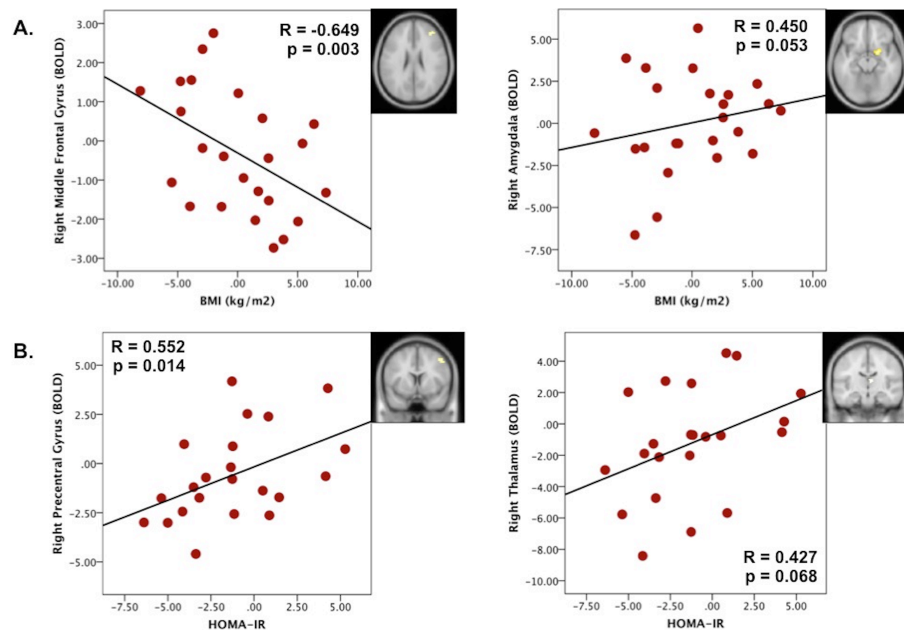 A.
R = -0.649
p = 0.003
3.00
2.00
1.00
.00
-1.00
-2.00
-3.00
Right Middle Frontal Gyrus (BOLD)
-10.00 -5.00 .00 5.00 10.00
BMI (kg/m2)
R = 0.450
p = 0.053
5.00
2.50
.00
-2.50
-5.00
-7.50
Right Amygdala (BOLD)
-10.00 -5.00 .00 5.00 10.00
BMI (kg/m2)
B.
R = 0.552
p = 0.014
5.00
2.50
.00
-2.50
-5.00
Right Precentral Gyrus (BOLD)
-7.50 -5.00 -2.50 .00 2.50 5.00
HOMA-IR
4.00
2.00
.00
-2.00
-4.00
-6.00
-8.00
-10.00
Right Thalamus (BOLD)
R = 0.427
p = 0.068
-7.50 -5.00 -2.50 .00 2.50 5.00
HOMA-IR